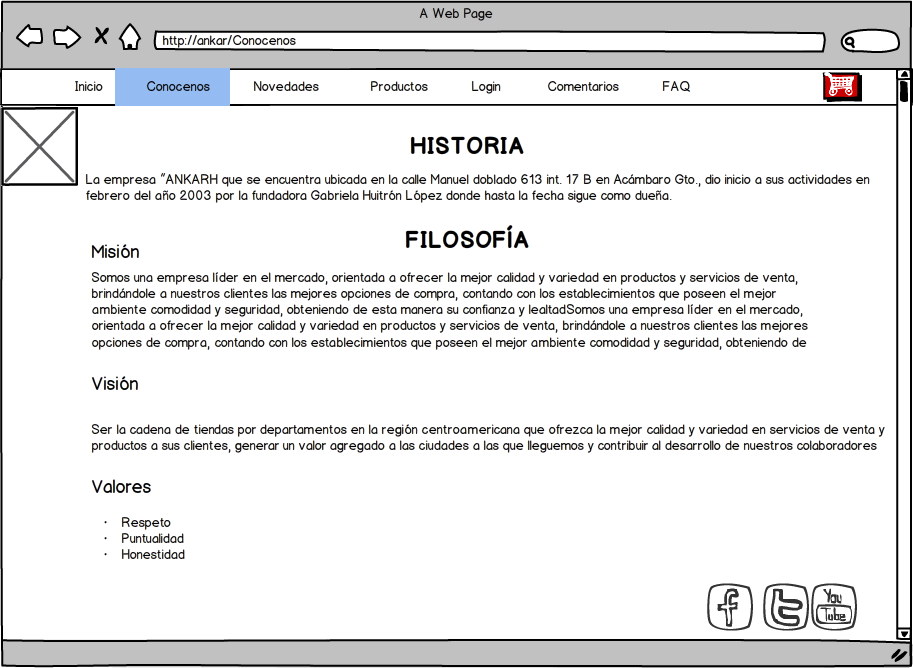 A Web Page
http://ankar/Conocenos
Inicio Conocenos Novedades Productos Login Comentarios FAQ
HISTORIA
La empresa “ANKARH que se encuentra ubicada en la calle Manuel doblado 613 int. 17 B en Acámbaro Gto., dio inicio a sus actividades en
febrero del año 2003 por la fundadora Gabriela Huitrón López donde hasta la fecha sigue como dueña.
FILOSOFÍA
Misión
Somos una empresa líder en el mercado, orientada a ofrecer la mejor calidad y variedad en productos y servicios de venta,
brindándole a nuestros clientes las mejores opciones de compra, contando con los establecimientos que poseen el mejor
ambiente comodidad y seguridad, obteniendo de esta manera su confianza y lealtadSomos una empresa líder en el mercado,
orientada a ofrecer la mejor calidad y variedad en productos y servicios de venta, brindándole a nuestros clientes las mejores
opciones de compra, contando con los establecimientos que poseen el mejor ambiente comodidad y seguridad, obteniendo de
Visión
Ser la cadena de tiendas por departamentos en la región centroamericana que ofrezca la mejor calidad y variedad en servicios de venta y
productos a sus clientes, generar un valor agregado a las ciudades a las que lleguemos y contribuir al desarrollo de nuestros colaboradores
Valores
· Respeto
· Puntualidad
· Honestidad
f t You
Tube